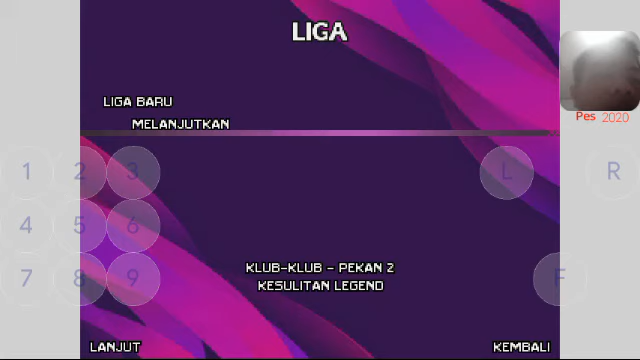 LIGA
LIGA BARU
MELANJUTKAN
Pes 2020
1 2 3 L R
4 5 6
7 8 9 F
KLUB-KLUB - PEKAN 2
KESULITAN LEGEND
LANJUT KEMBALI